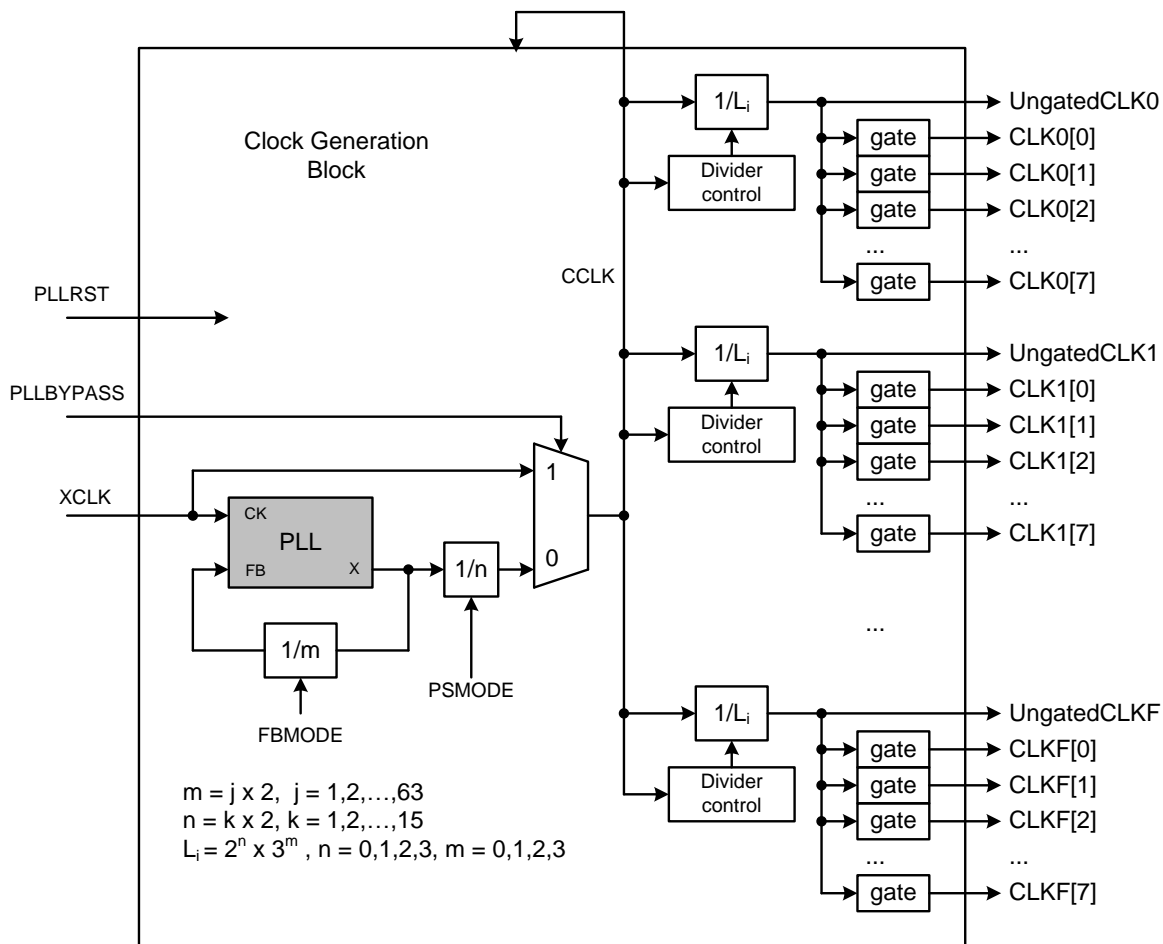 Clock Generation
Block
PLLRST
PLLBYPASS
XCLK
CK
PLL
FB
X
1/m
FBMODE
1/n
PSMODE
1
0
CCLK
m = j x 2, j = 1,2,...,63
n = k x 2, k = 1,2,...,15
Li = 2^n x 3^m , n = 0,1,2,3, m = 0,1,2,3
1/Li
Divider
control
UngatedCLK0
gate CLK0[0]
gate CLK0[1]
gate CLK0[2]
... ...
gate CLK0[7]
1/Li
Divider
control
UngatedCLK1
gate CLK1[0]
gate CLK1[1]
gate CLK1[2]
... ...
gate CLK1[7]
...
1/Li
Divider
control
UngatedCLKF
gate CLKF[0]
gate CLKF[1]
gate CLKF[2]
... ...
gate CLKF[7]